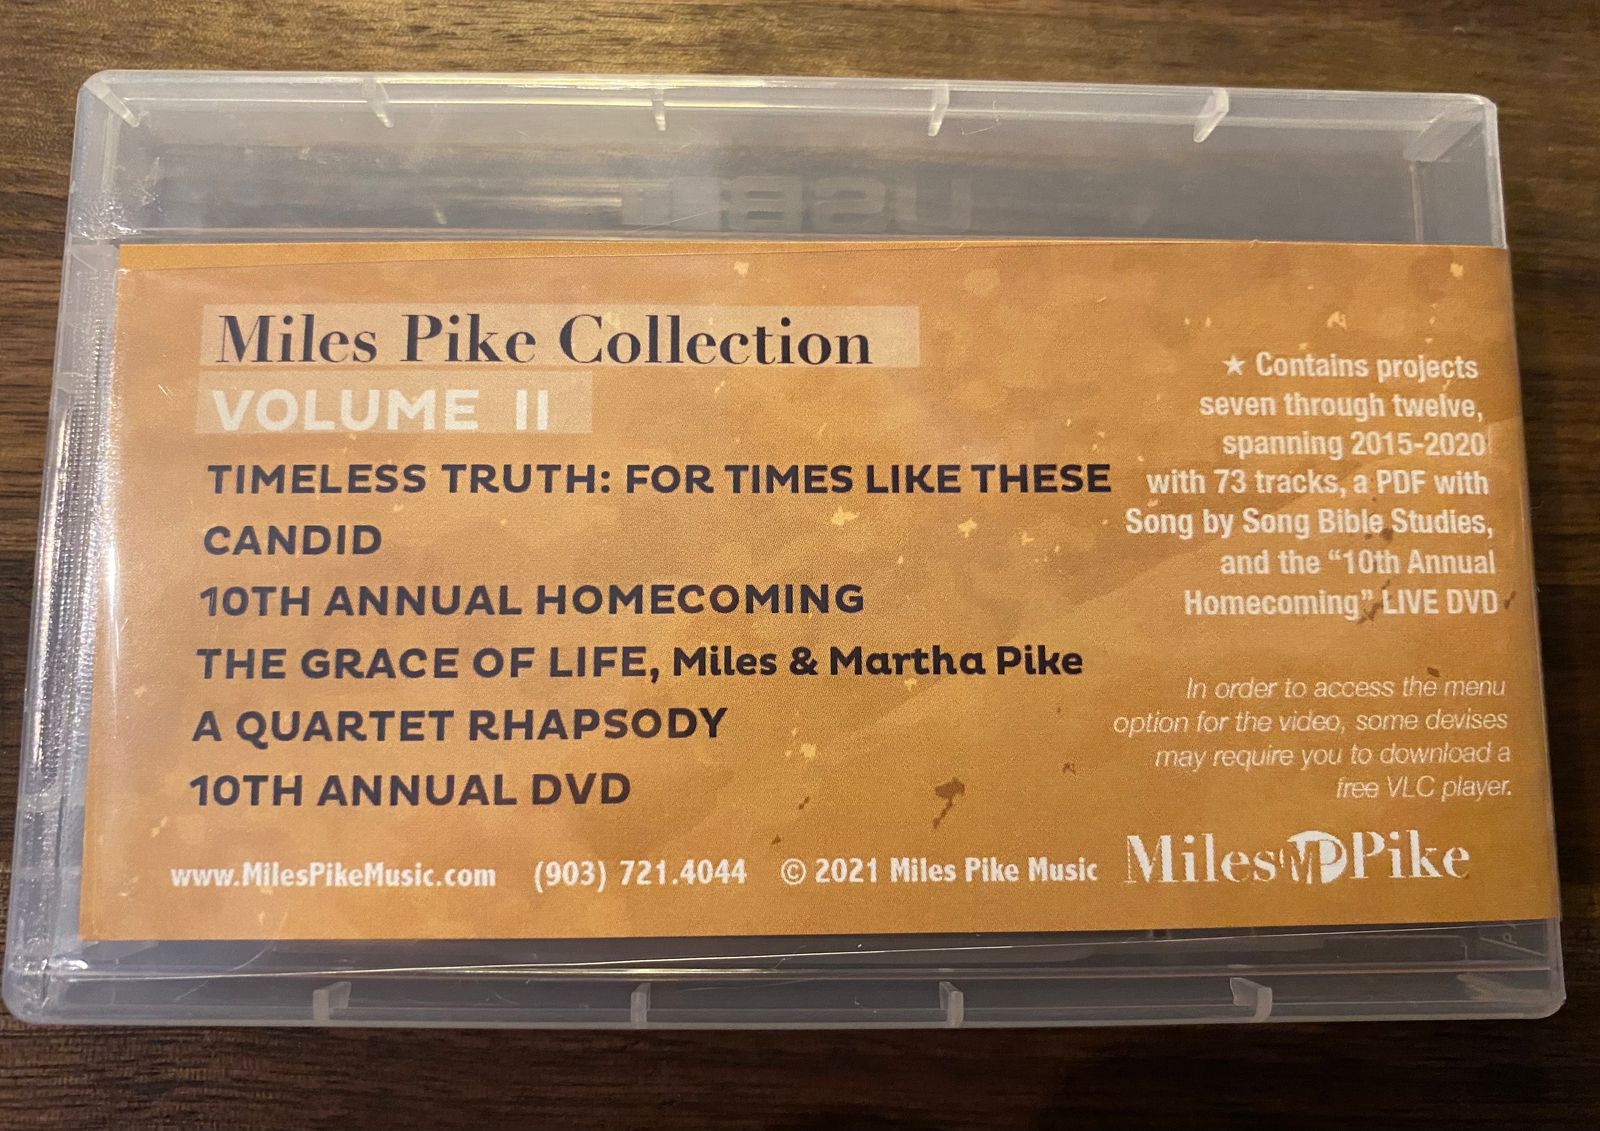 USB
Miles Pike Collection
VOLUME II
TIMELESS TRUTH: FOR TIMES LIKE THESE
CANDID
10TH ANNUAL HOMECOMING
THE GRACE OF LIFE, Miles & Martha Pike
A QUARTET RHAPSODY
10TH ANNUAL DVD
★ Contains projects
seven through twelve,
spanning 2015-2020
with 73 tracks, a PDF with
Song by Song Bible Studies,
and the “10th Annual
Homecoming” LIVE DVD
In order to access the menu
option for the video, some devises
may require you to download a
free VLC player.
www.MilesPikeMusic.com (903) 721.4044 © 2021 Miles Pike Music
Miles MP Pike